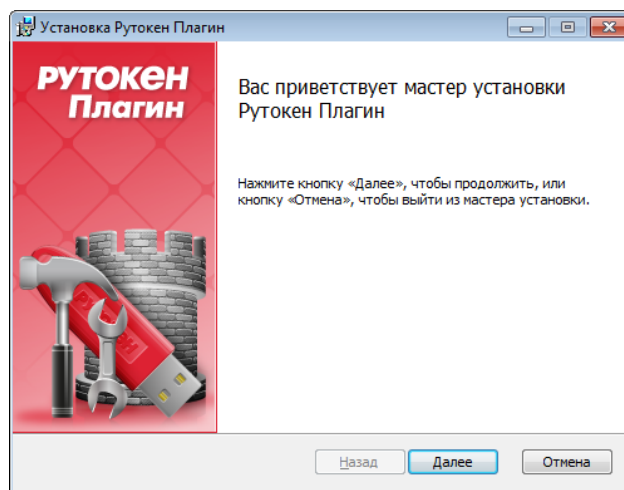 Установка Рутокен Плагин
РУТОКЕН
Плагин
Вас приветствует мастер установки
Рутокен Плагин
Нажмите кнопку «Далее», чтобы продолжить, или
кнопку «Отмена», чтобы выйти из мастера установки.
РУТОКЕН
Назад
Далее
Отмена